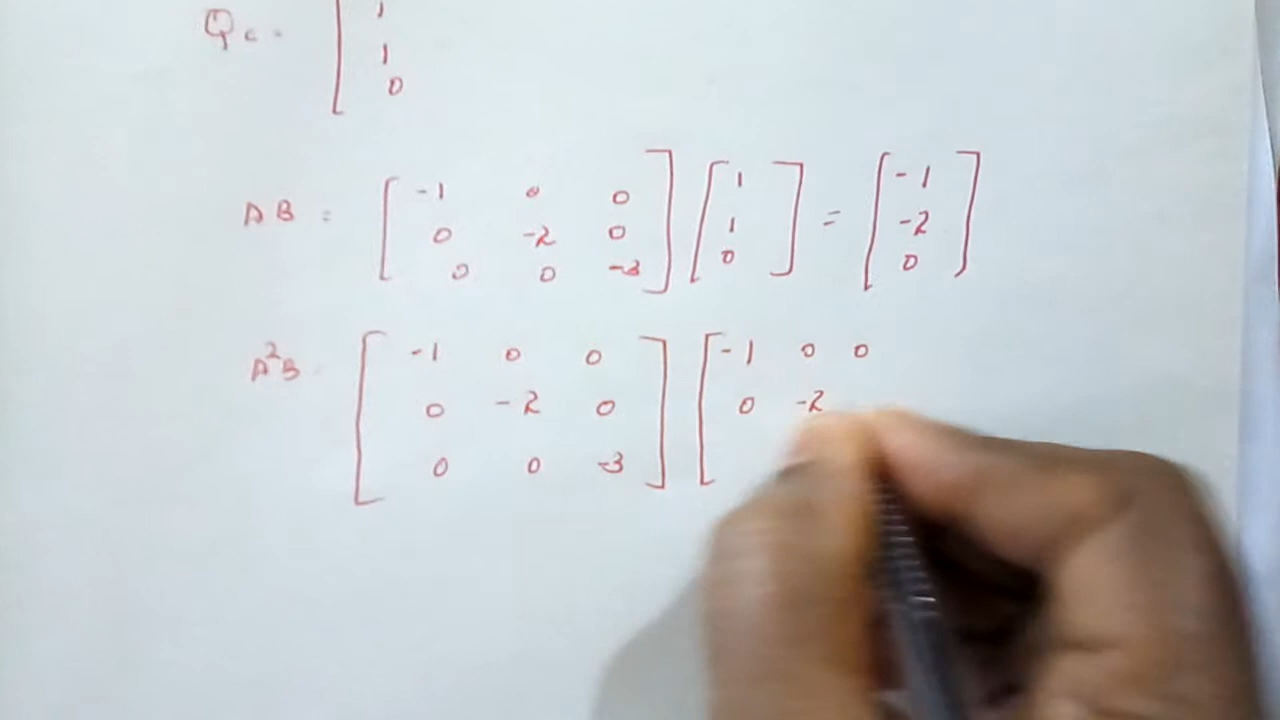 Qc = [ 1
1
0
AB = [ -1 0 0 ] [ 1 ] = [ -1 ]
0 -2 0 1 -2
0 0 -3 0 0
A²B [ -1 0 0 ] [ -1 0 0
0 -2 0 0 -2
0 0 -3